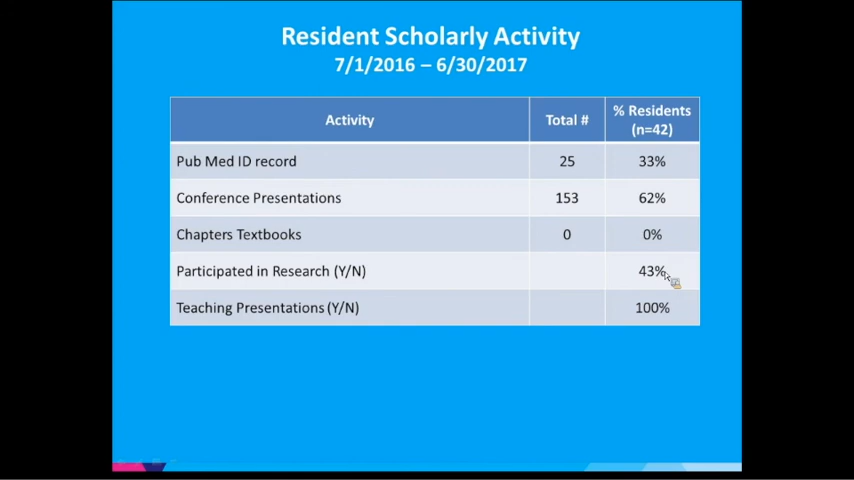 Resident Scholarly Activity
7/1/2016 – 6/30/2017
Activity Total # % Residents (n=42)
Pub Med ID record 25 33%
Conference Presentations 153 62%
Chapters Textbooks 0 0%
Participated in Research (Y/N) 43%
Teaching Presentations (Y/N) 100%